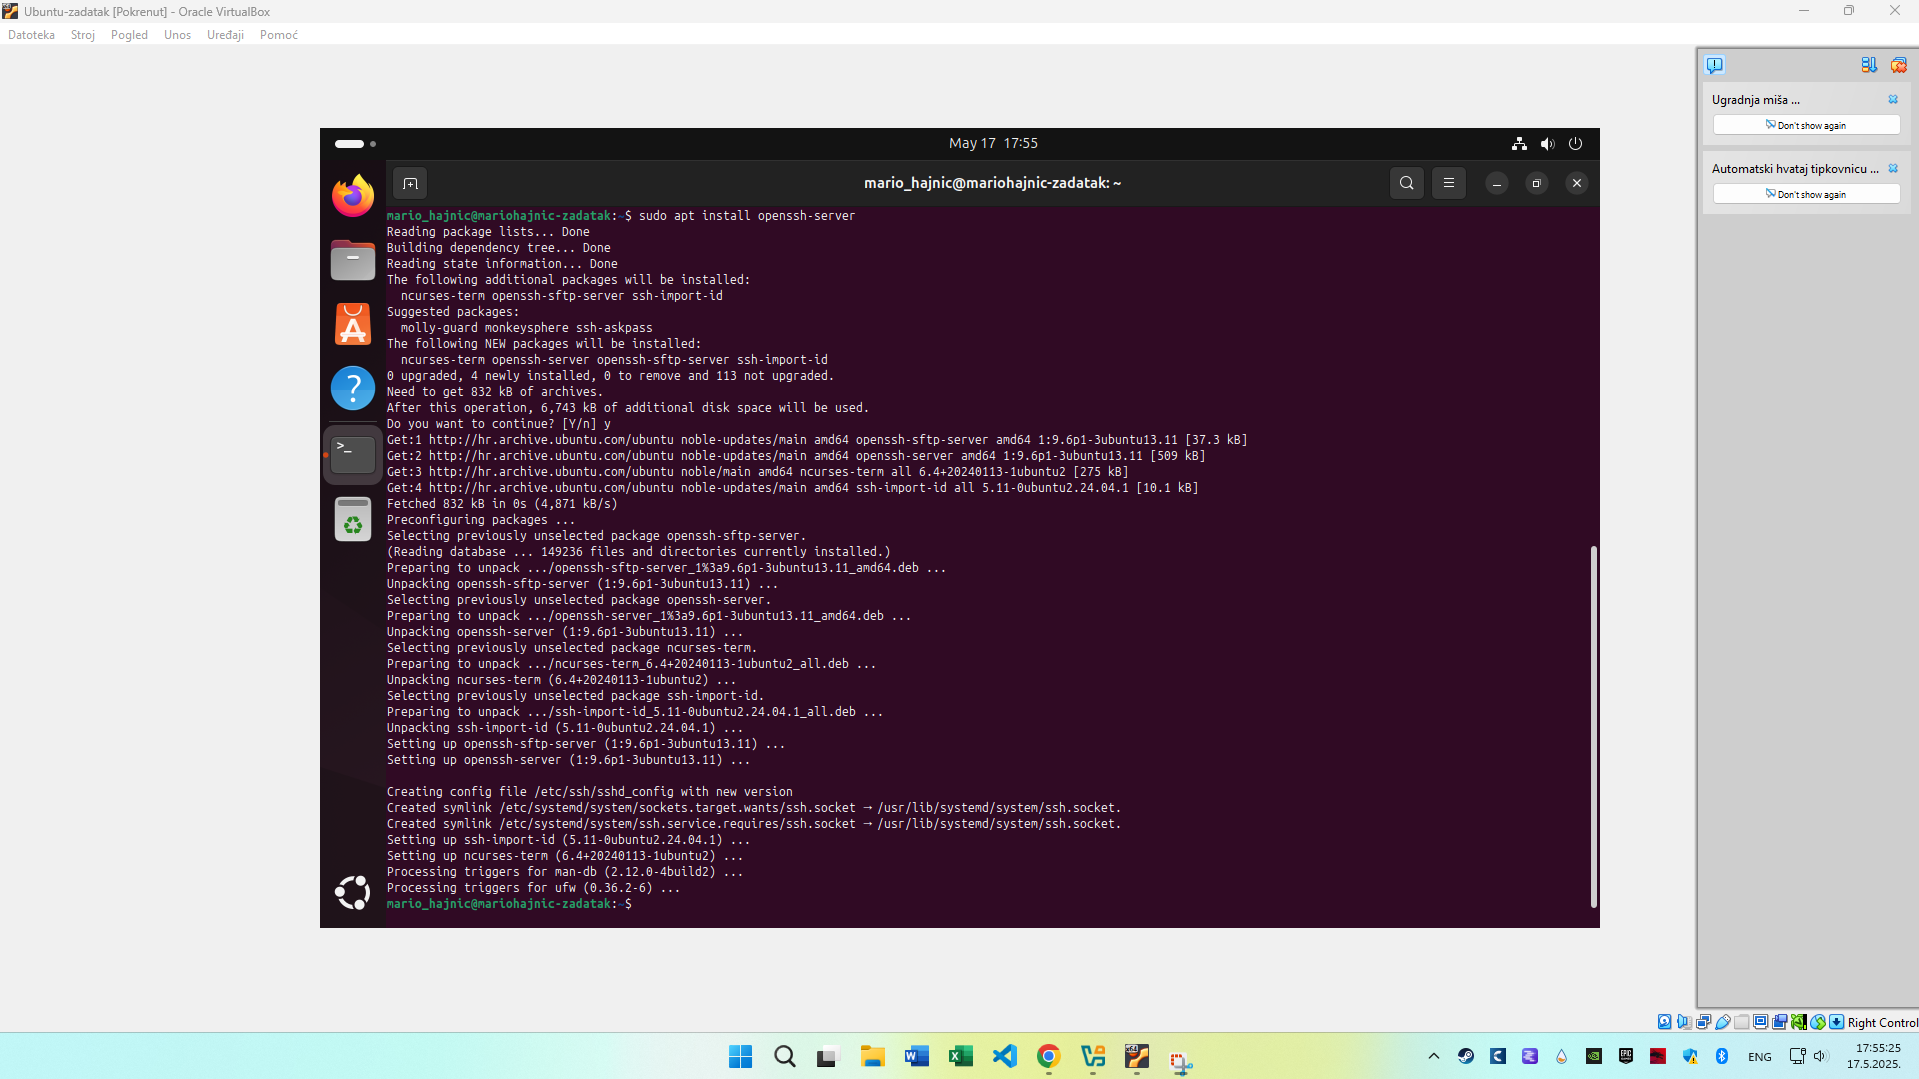 Ubuntu-zadatak [Pokrenut] - Oracle VirtualBox
Datoteka Stroj Pogled Unos Uređaji Pomoć
Ugradnja miša ...
Don't show again
Automatski hvataj tipkovnicu ...
Don't show again
May 17 17:55
mario_hajnic@mariohajnic-zadatak: ~
mario_hajnic@mariohajnic-zadatak:~$ sudo apt install openssh-server
Reading package lists... Done
Building dependency tree... Done
Reading state information... Done
The following additional packages will be installed:
  ncurses-term openssh-sftp-server ssh-import-id
Suggested packages:
  molly-guard monkeysphere ssh-askpass
The following NEW packages will be installed:
  ncurses-term openssh-server openssh-sftp-server ssh-import-id
0 upgraded, 4 newly installed, 0 to remove and 113 not upgraded.
Need to get 832 kB of archives.
After this operation, 6,743 kB of additional disk space will be used.
Do you want to continue? [Y/n] y
Get:1 http://hr.archive.ubuntu.com/ubuntu noble-updates/main amd64 openssh-sftp-server amd64 1:9.6p1-3ubuntu13.11 [37.3 kB]
Get:2 http://hr.archive.ubuntu.com/ubuntu noble-updates/main amd64 openssh-server amd64 1:9.6p1-3ubuntu13.11 [509 kB]
Get:3 http://hr.archive.ubuntu.com/ubuntu noble/main amd64 ncurses-term all 6.4+20240113-1ubuntu2 [275 kB]
Get:4 http://hr.archive.ubuntu.com/ubuntu noble-updates/main amd64 ssh-import-id all 5.11-0ubuntu2.24.04.1 [10.1 kB]
Fetched 832 kB in 0s (4,871 kB/s)
Preconfiguring packages ...
Selecting previously unselected package openssh-sftp-server.
(Reading database ... 149236 files and directories currently installed.)
Preparing to unpack .../openssh-sftp-server_1%3a9.6p1-3ubuntu13.11_amd64.deb ...
Unpacking openssh-sftp-server (1:9.6p1-3ubuntu13.11) ...
Selecting previously unselected package openssh-server.
Preparing to unpack .../openssh-server_1%3a9.6p1-3ubuntu13.11_amd64.deb ...
Unpacking openssh-server (1:9.6p1-3ubuntu13.11) ...
Selecting previously unselected package ncurses-term.
Preparing to unpack .../ncurses-term_6.4+20240113-1ubuntu2_all.deb ...
Unpacking ncurses-term (6.4+20240113-1ubuntu2) ...
Selecting previously unselected package ssh-import-id.
Preparing to unpack .../ssh-import-id_5.11-0ubuntu2.24.04.1_all.deb ...
Unpacking ssh-import-id (5.11-0ubuntu2.24.04.1) ...
Setting up openssh-sftp-server (1:9.6p1-3ubuntu13.11) ...
Setting up openssh-server (1:9.6p1-3ubuntu13.11) ...
Creating config file /etc/ssh/sshd_config with new version
Created symlink /etc/systemd/system/sockets.target.wants/ssh.socket → /usr/lib/systemd/system/ssh.socket.
Created symlink /etc/systemd/system/ssh.service.requires/ssh.socket → /usr/lib/systemd/system/ssh.socket.
Setting up ssh-import-id (5.11-0ubuntu2.24.04.1) ...
Setting up ncurses-term (6.4+20240113-1ubuntu2) ...
Processing triggers for man-db (2.12.0-4build2) ...
Processing triggers for ufw (0.36.2-6) ...
mario_hajnic@mariohajnic-zadatak:~$
Right Control
ENG
17:55:25
17.5.2025.